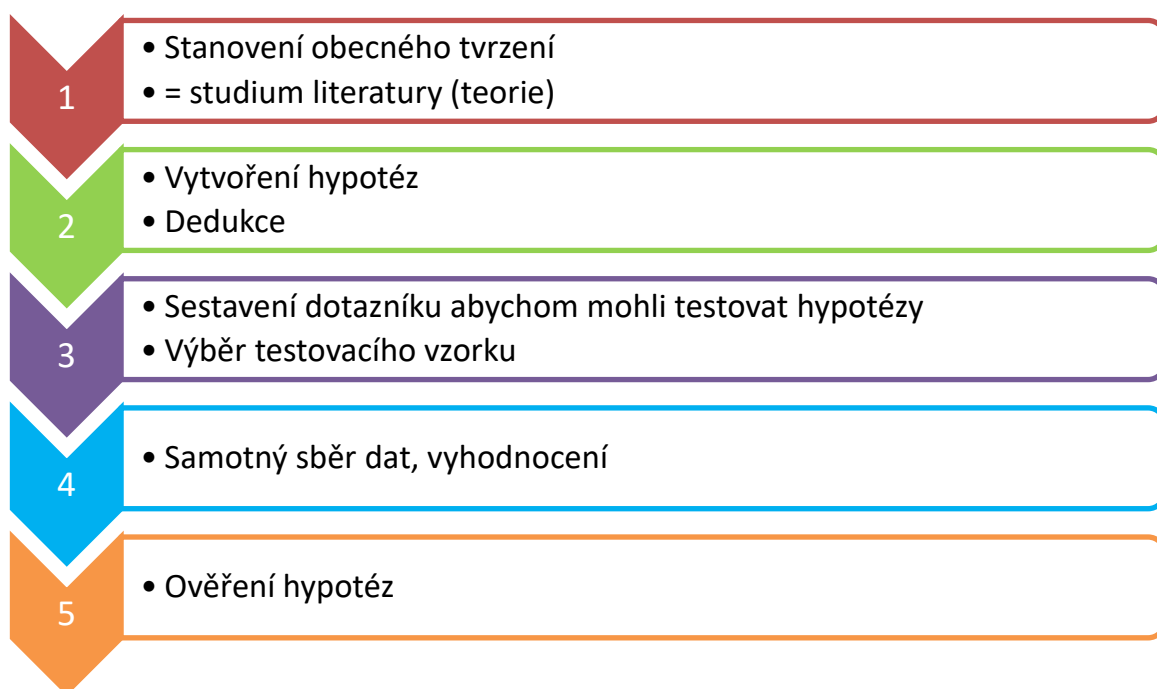 1
• Stanovení obecného tvrzení
• = studium literatury (teorie)
2
• Vytvoření hypotéz
• Dedukce
3
• Sestavení dotazníku abychom mohli testovat hypotézy
• Výběr testovacího vzorku
4
• Samotný sběr dat, vyhodnocení
5
• Ověření hypotéz